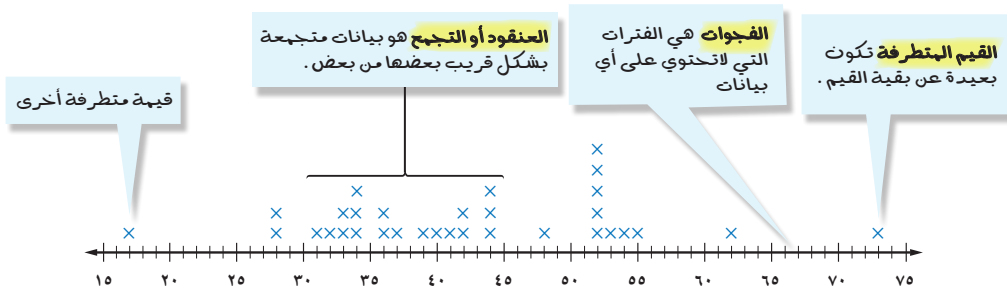 القيم المتطرفة تكون
بعيدة عن بقية القيم .
الفجوات هي الفترات
التي لاتحتوي على أي
بيانات
العنقود أو التجمع هو بيانات متجمعة
بشكل قريب بعضها من بعض .
قيمة متطرفة أخرى
١٥ ٢٠ ٢٥ ٣٠ ٣٥ ٤٠ ٤٥ ٥٠ ٥٥ ٦٠ ٦٥ ٧٠ ٧٥